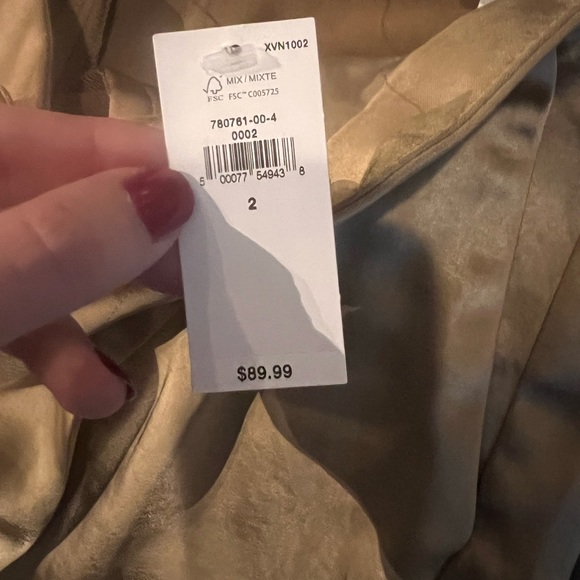 XVN1002
MIX / MIXTE
FSC FSC™ C005725
780761-00-4
0002
5 00077 54943 8
2
$89.99